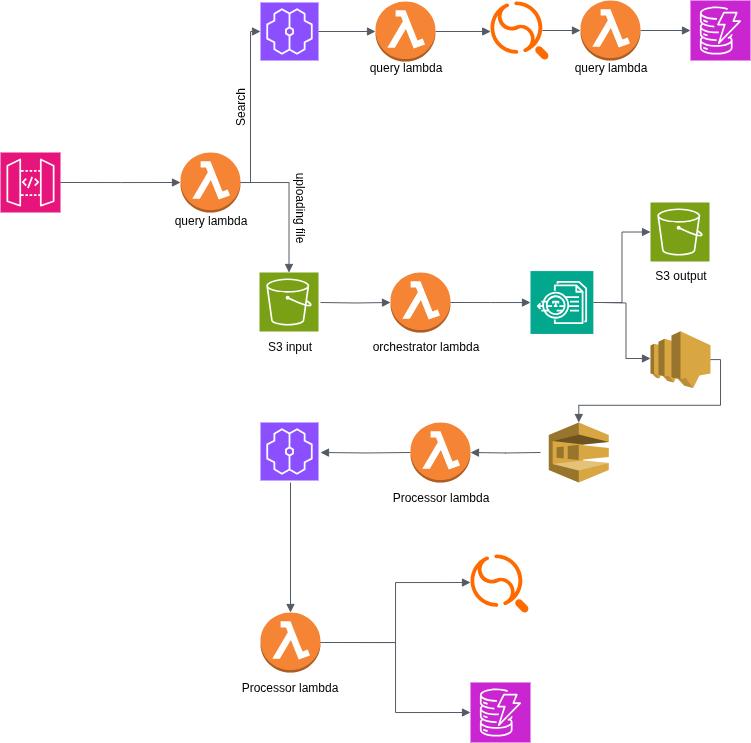 query lambda
query lambda
Search
query lambda
uploading file
S3 output
S3 input
orchestrator lambda
Processor lambda
Processor lambda